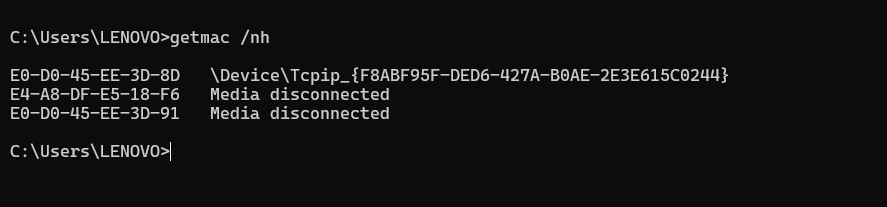 C:\Users\LENOVO>getmac /nh
E0-D0-45-EE-3D-8D   \Device\Tcpip_{F8ABF95F-DED6-427A-B0AE-2E3E615C0244}
E4-A8-DF-E5-18-F6   Media disconnected
E0-D0-45-EE-3D-91   Media disconnected
C:\Users\LENOVO>